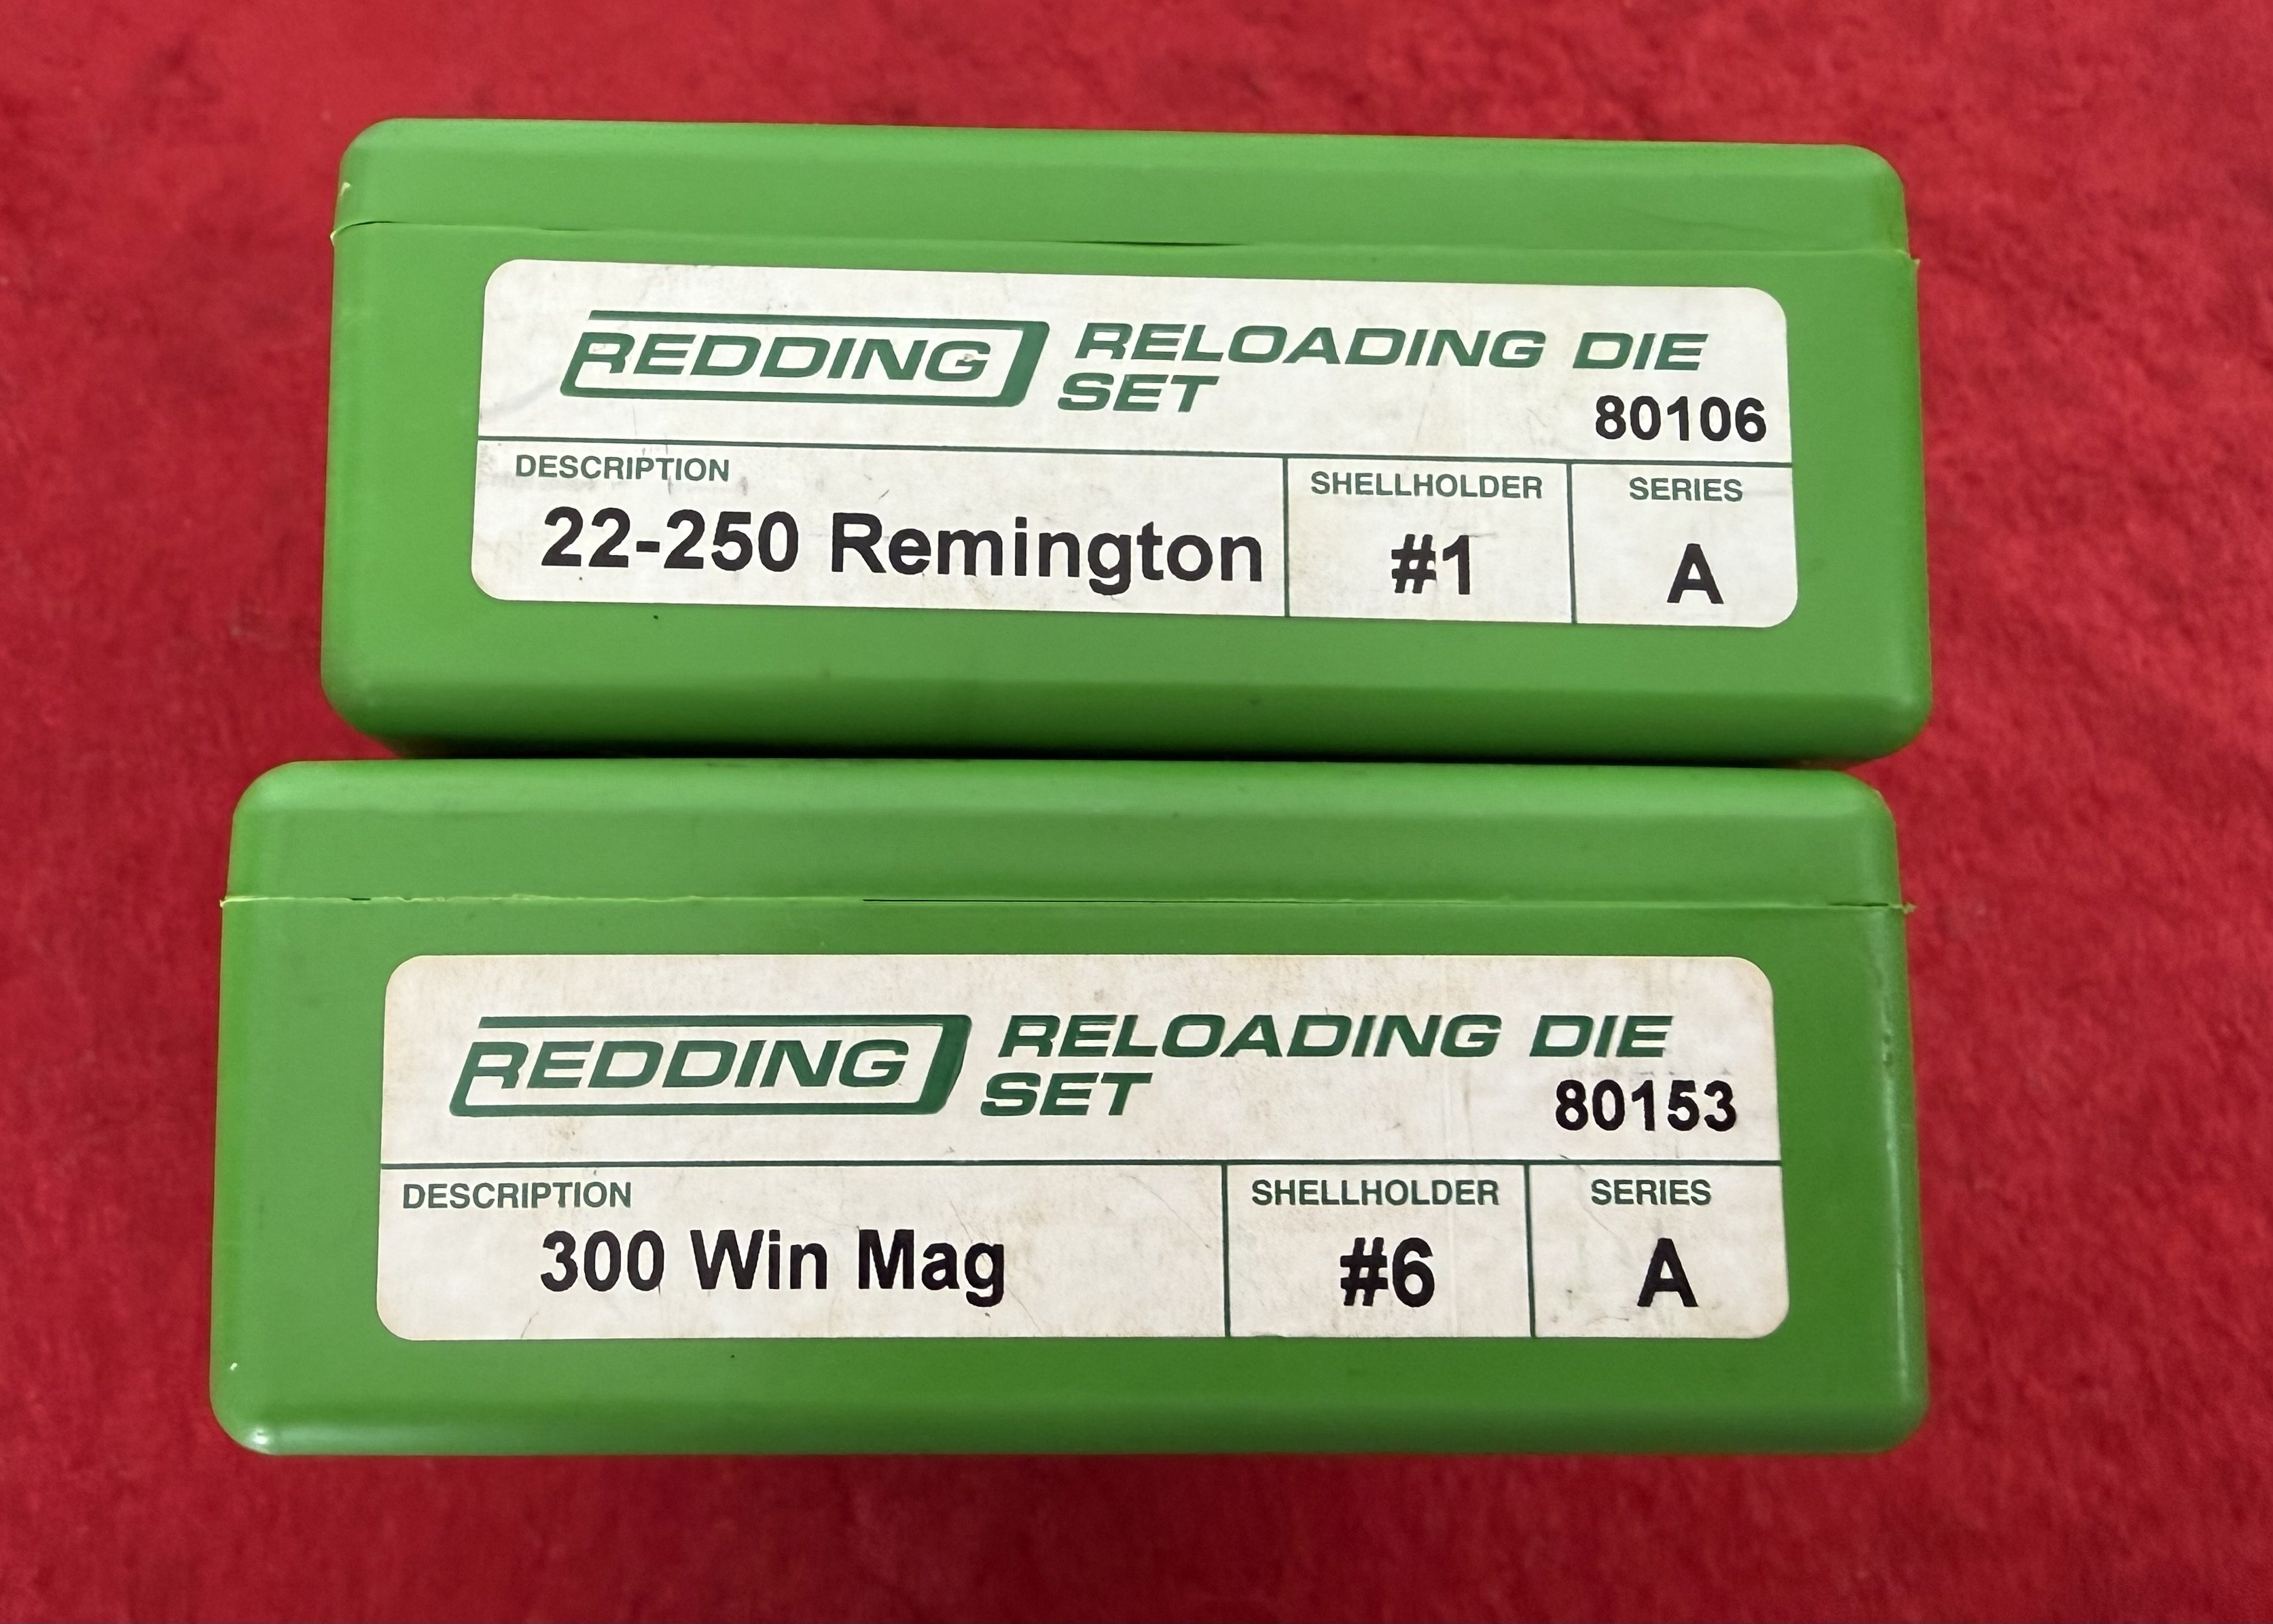 REDDING RELOADING DIE
SET
80106
DESCRIPTION SHELLHOLDER SERIES
22-250 Remington #1 A
REDDING RELOADING DIE
SET
80153
DESCRIPTION SHELLHOLDER SERIES
300 Win Mag #6 A